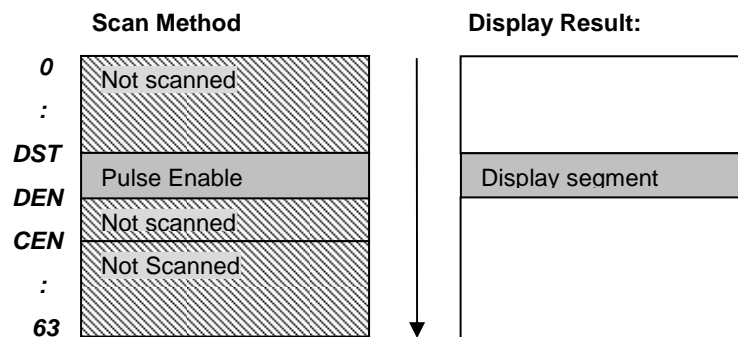 Scan Method
Display Result:
0
Not scanned
:
DST
Pulse Enable
Display segment
DEN
Not scanned
CEN
Not Scanned
:
63